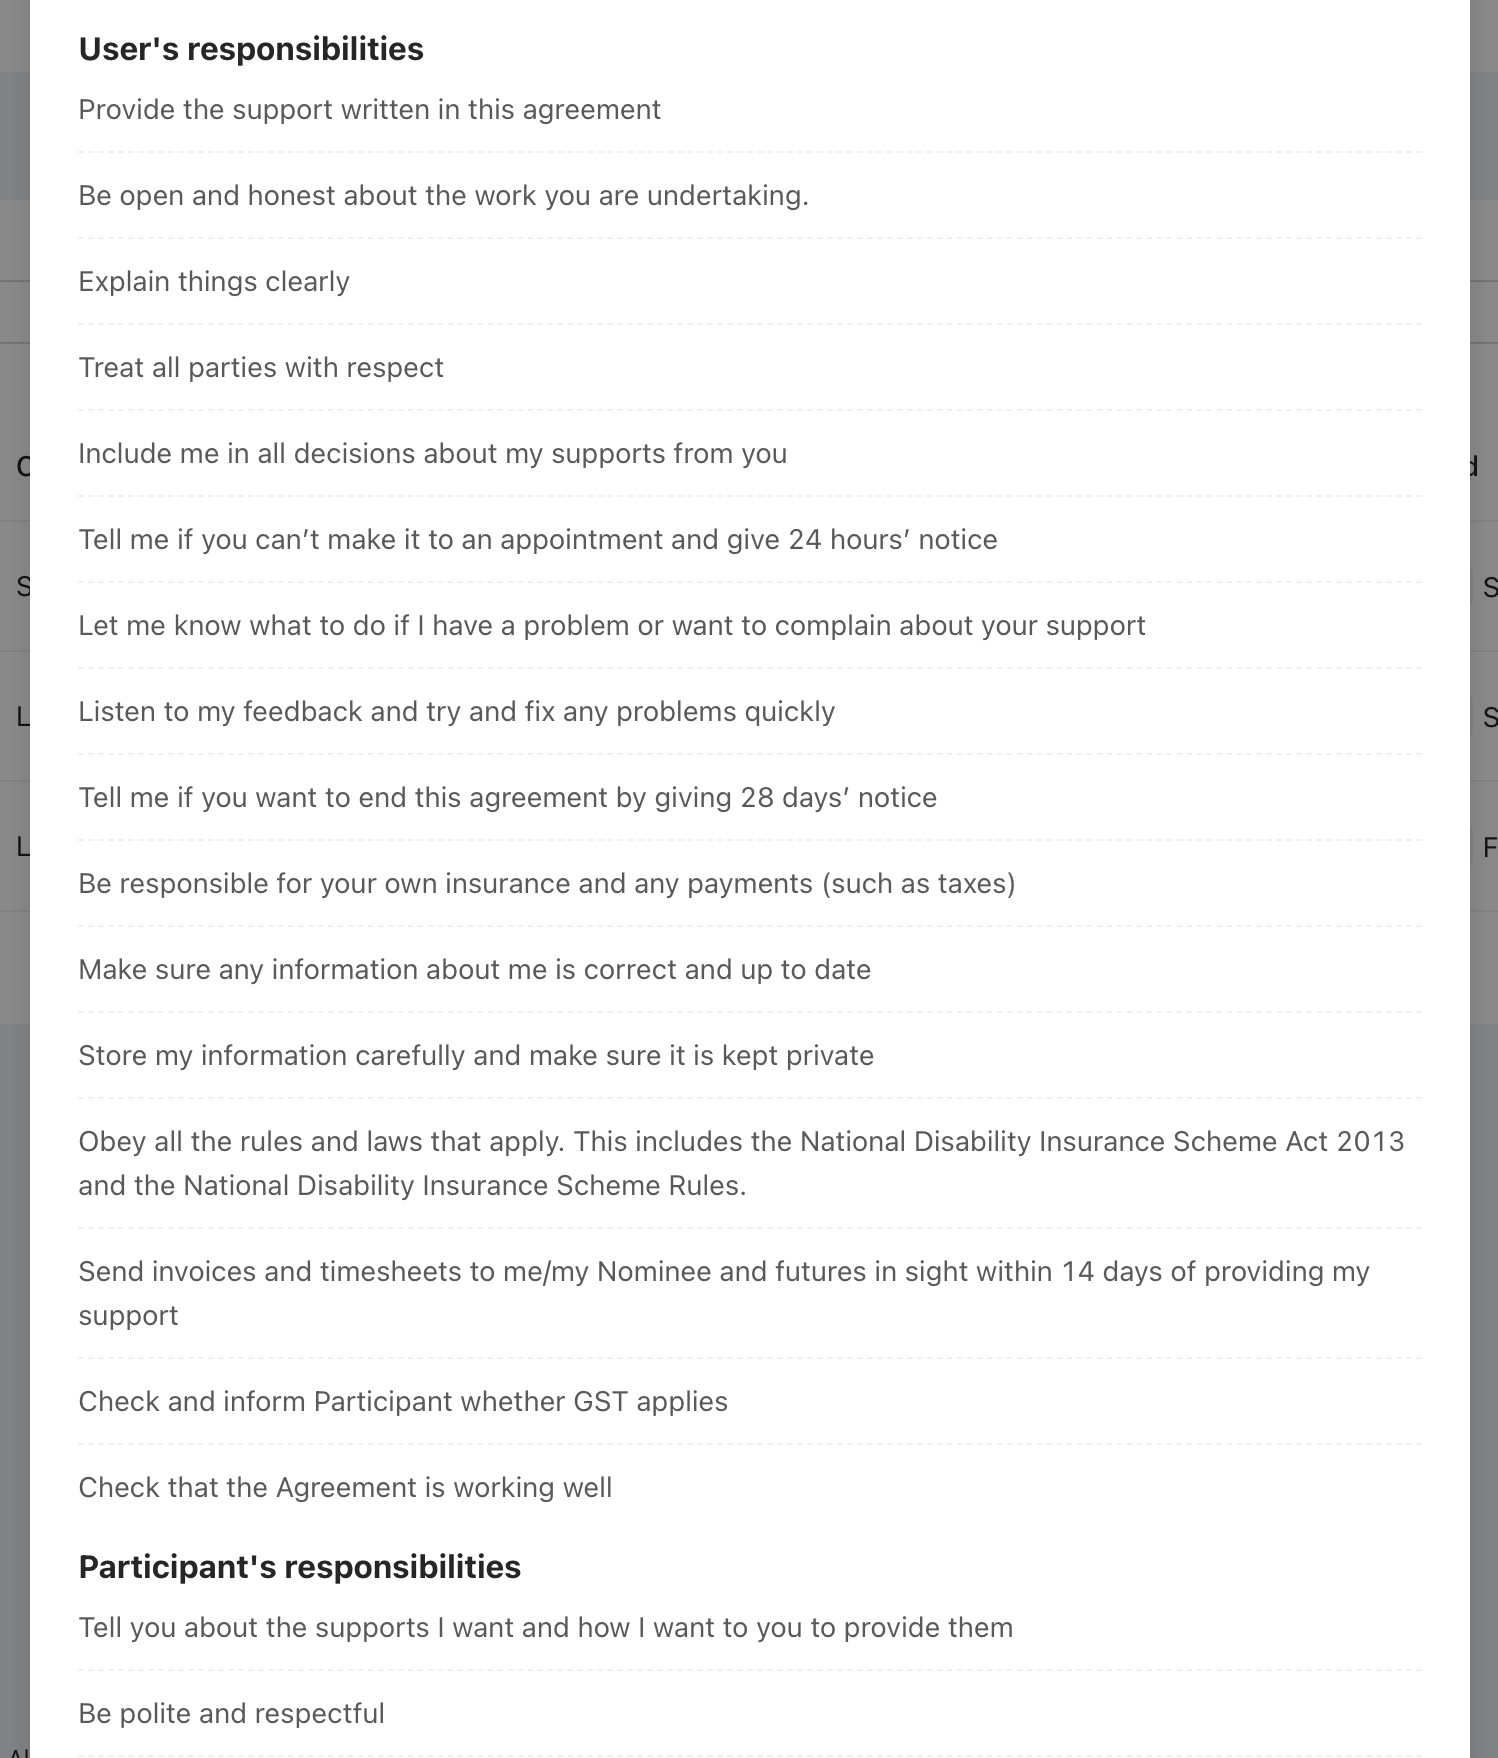 User's responsibilities
Provide the support written in this agreement
Be open and honest about the work you are undertaking.
Explain things clearly
Treat all parties with respect
Include me in all decisions about my supports from you
Tell me if you can’t make it to an appointment and give 24 hours’ notice
Let me know what to do if I have a problem or want to complain about your support
Listen to my feedback and try and fix any problems quickly
Tell me if you want to end this agreement by giving 28 days’ notice
Be responsible for your own insurance and any payments (such as taxes)
Make sure any information about me is correct and up to date
Store my information carefully and make sure it is kept private
Obey all the rules and laws that apply. This includes the National Disability Insurance Scheme Act 2013
and the National Disability Insurance Scheme Rules.
Send invoices and timesheets to me/my Nominee and futures in sight within 14 days of providing my
support
Check and inform Participant whether GST applies
Check that the Agreement is working well
Participant's responsibilities
Tell you about the supports I want and how I want to you to provide them
Be polite and respectful